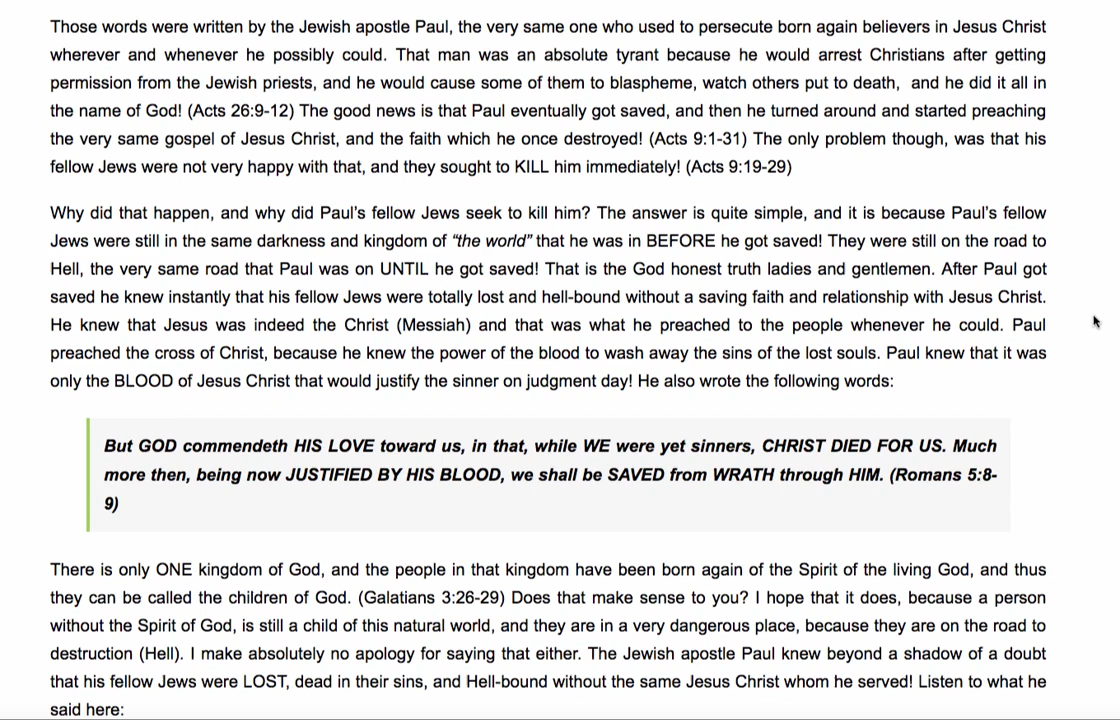 Those words were written by the Jewish apostle Paul, the very same one who used to persecute born again believers in Jesus Christ
wherever and whenever he possibly could. That man was an absolute tyrant because he would arrest Christians after getting
permission from the Jewish priests, and he would cause some of them to blaspheme, watch others put to death,  and he did it all in
the name of God! (Acts 26:9-12) The good news is that Paul eventually got saved, and then he turned around and started preaching
the very same gospel of Jesus Christ, and the faith which he once destroyed! (Acts 9:1-31) The only problem though, was that his
fellow Jews were not very happy with that, and they sought to KILL him immediately! (Acts 9:19-29)
Why did that happen, and why did Paul's fellow Jews seek to kill him? The answer is quite simple, and it is because Paul's fellow
Jews were still in the same darkness and kingdom of "the world" that he was in BEFORE he got saved! They were still on the road to
Hell, the very same road that Paul was on UNTIL he got saved! That is the God honest truth ladies and gentlemen. After Paul got
saved he knew instantly that his fellow Jews were totally lost and hell-bound without a saving faith and relationship with Jesus Christ.
He knew that Jesus was indeed the Christ (Messiah) and that was what he preached to the people whenever he could. Paul
preached the cross of Christ, because he knew the power of the blood to wash away the sins of the lost souls. Paul knew that it was
only the BLOOD of Jesus Christ that would justify the sinner on judgment day! He also wrote the following words:
But GOD commendeth HIS LOVE toward us, in that, while WE were yet sinners, CHRIST DIED FOR US. Much
more then, being now JUSTIFIED BY HIS BLOOD, we shall be SAVED from WRATH through HIM. (Romans 5:8-
9)
There is only ONE kingdom of God, and the people in that kingdom have been born again of the Spirit of the living God, and thus
they can be called the children of God. (Galatians 3:26-29) Does that make sense to you? I hope that it does, because a person
without the Spirit of God, is still a child of this natural world, and they are in a very dangerous place, because they are on the road to
destruction (Hell). I make absolutely no apology for saying that either. The Jewish apostle Paul knew beyond a shadow of a doubt
that his fellow Jews were LOST, dead in their sins, and Hell-bound without the same Jesus Christ whom he served! Listen to what he
said here: